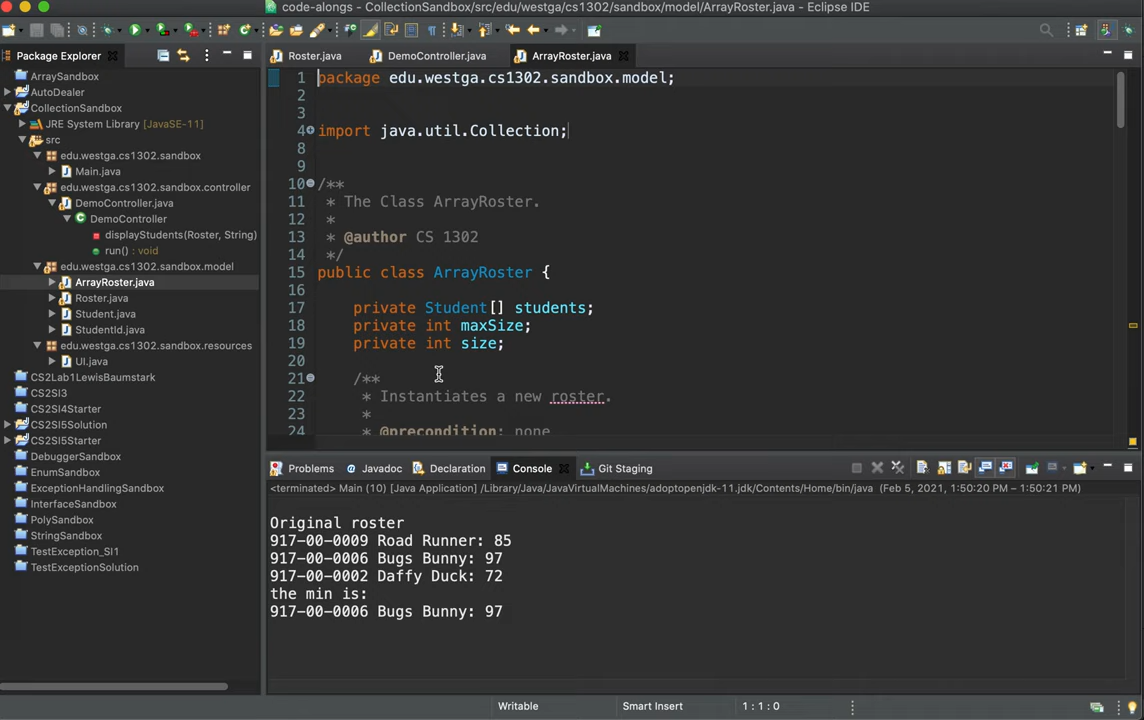 code-alongs - CollectionSandbox/src/edu/westga/cs1302/sandbox/model/ArrayRoster.java - Eclipse IDE
Package Explorer
ArraySandbox
AutoDealer
CollectionSandbox
JRE System Library [JavaSE-11]
src
edu.westga.cs1302.sandbox
Main.java
edu.westga.cs1302.sandbox.controller
DemoController.java
DemoController
displayStudents(Roster, String)
run() : void
edu.westga.cs1302.sandbox.model
ArrayRoster.java
Roster.java
Student.java
StudentId.java
edu.westga.cs1302.sandbox.resources
UI.java
CS2Lab1LewisBaumstark
CS2SI3
CS2SI4Starter
CS2SI5Solution
CS2SI5Starter
DebuggerSandbox
EnumSandbox
ExceptionHandlingSandbox
InterfaceSandbox
PolySandbox
StringSandbox
TestException_SI1
TestExceptionSolution
Roster.java DemoController.java ArrayRoster.java
1 package edu.westga.cs1302.sandbox.model;
2
3
4 import java.util.Collection;
8
9
10 /**
11 * The Class ArrayRoster.
12 *
13 * @author CS 1302
14 */
15 public class ArrayRoster {
16
17 private Student[] students;
18 private int maxSize;
19 private int size;
20
21 /**
22 * Instantiates a new roster.
23 *
24 * @precondition: none
Problems Javadoc Declaration Console Git Staging
<terminated> Main (10) [Java Application] /Library/Java/JavaVirtualMachines/adoptopenjdk-11.jdk/Contents/Home/bin/java (Feb 5, 2021, 1:50:20 PM – 1:50:21 PM)
Original roster
917-00-0009 Road Runner: 85
917-00-0006 Bugs Bunny: 97
917-00-0002 Daffy Duck: 72
the min is:
917-00-0006 Bugs Bunny: 97
Writable Smart Insert 1 : 1 : 0